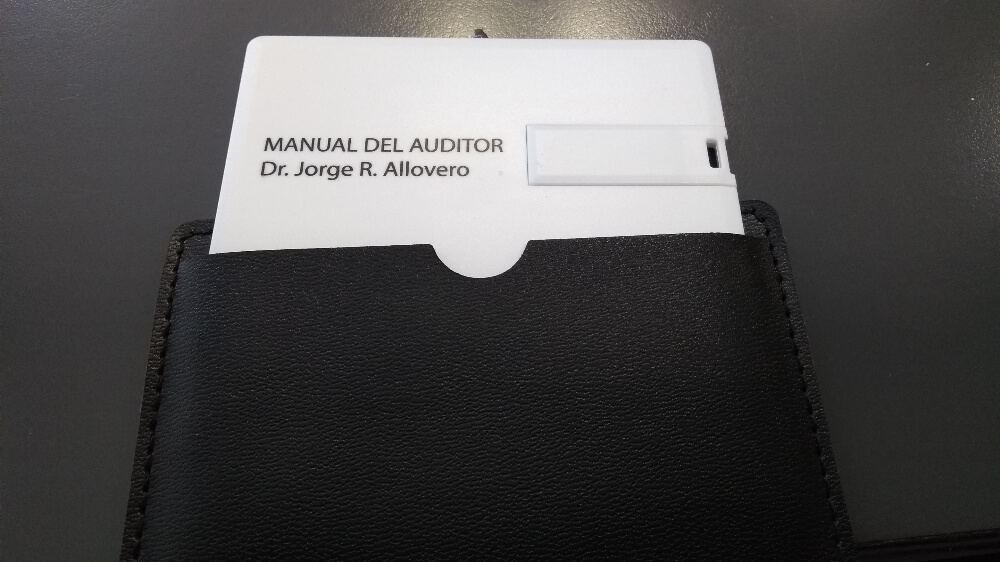 MANUAL DEL AUDITOR
Dr. Jorge R. Allovero